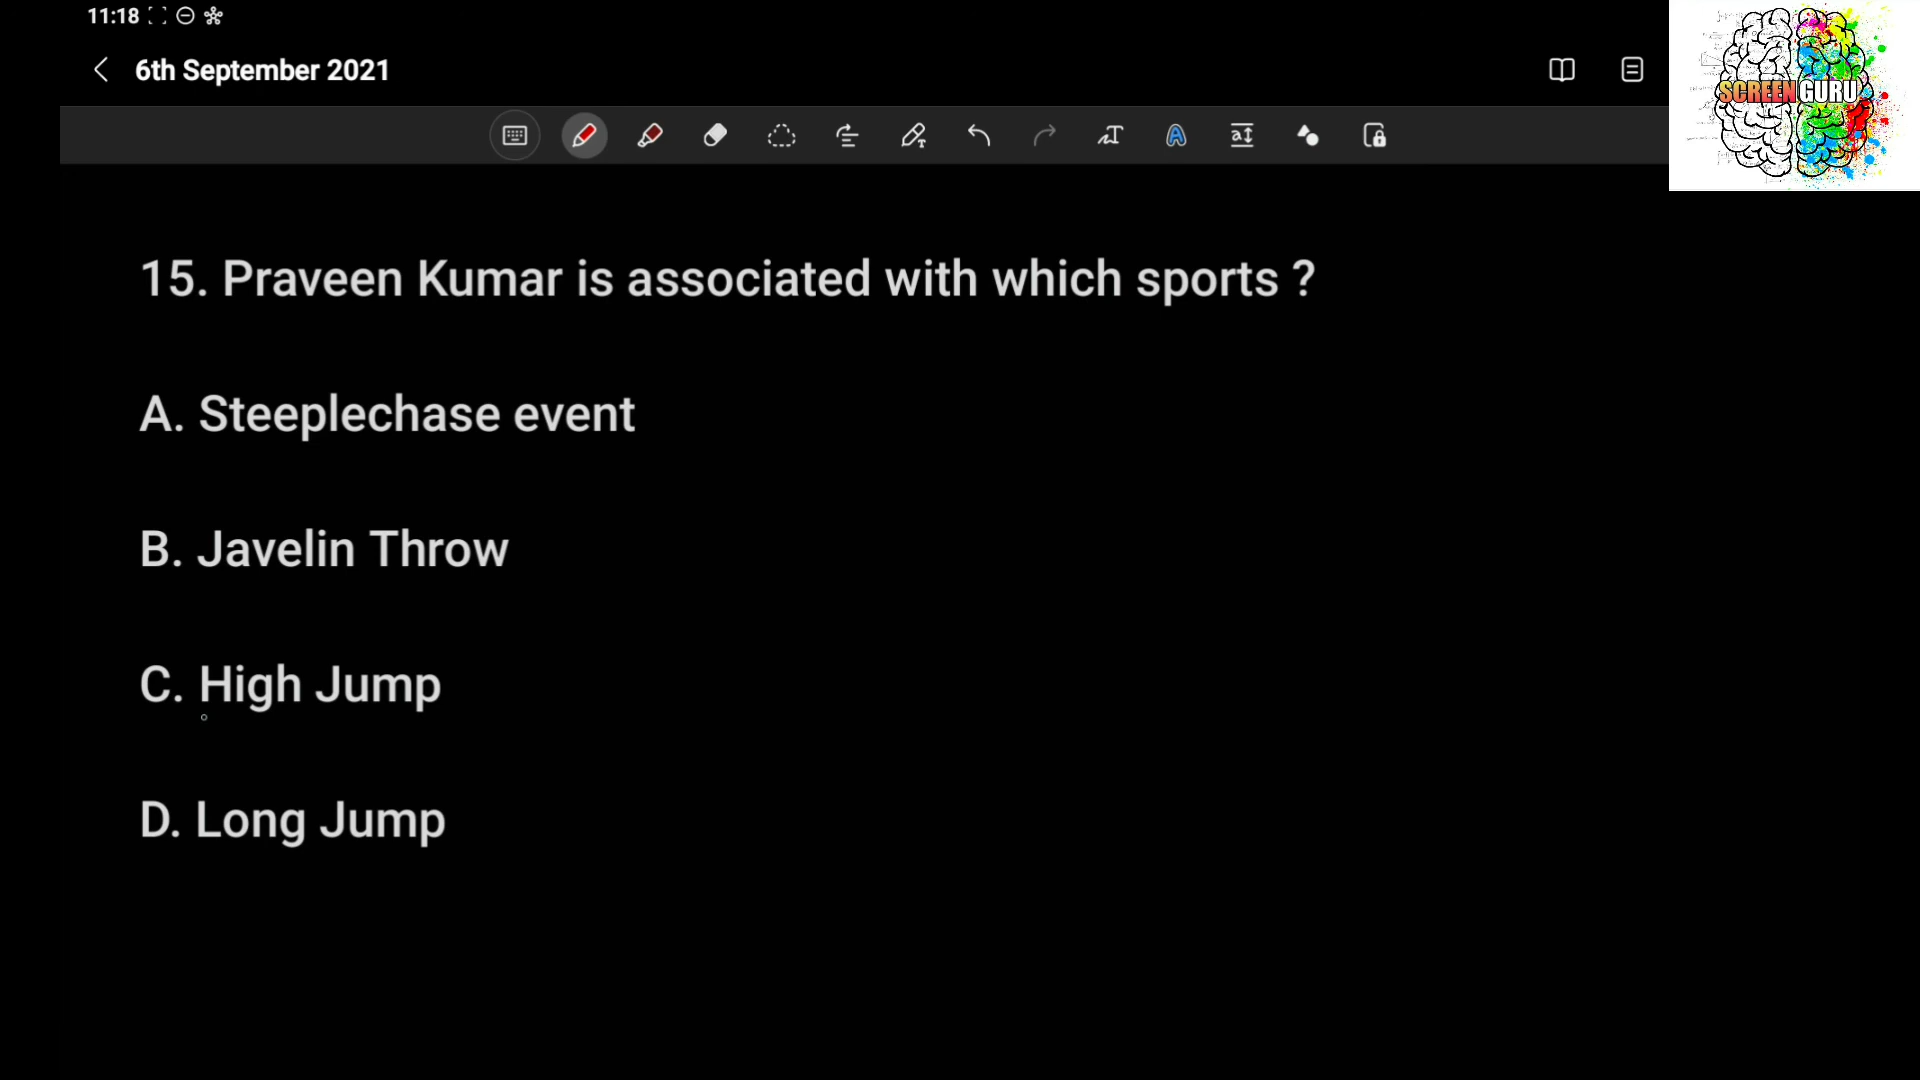 11:18
6th September 2021
SCREEN GURU
15. Praveen Kumar is associated with which sports ?
A. Steeplechase event
B. Javelin Throw
C. High Jump
D. Long Jump